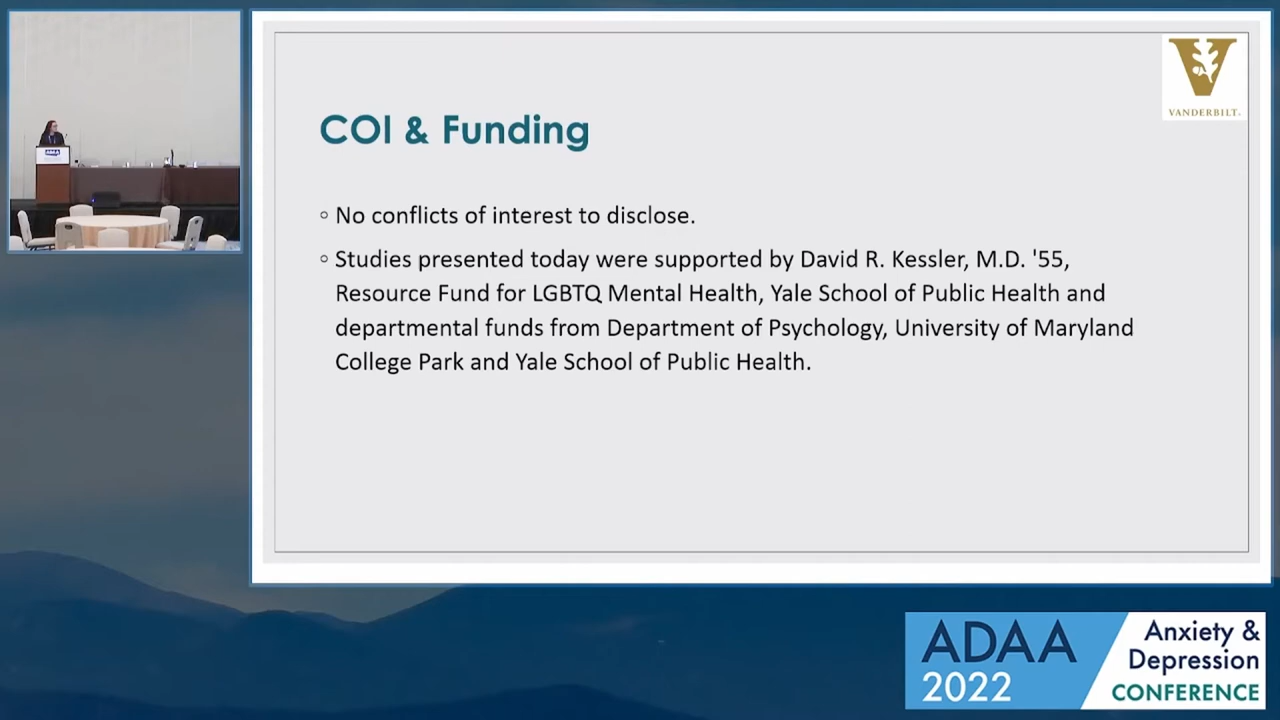 VANDERBILT
COI & Funding
No conflicts of interest to disclose.
Studies presented today were supported by David R. Kessler, M.D. '55,
Resource Fund for LGBTQ Mental Health, Yale School of Public Health and
departmental funds from Department of Psychology, University of Maryland
College Park and Yale School of Public Health.
ADAA
2022
Anxiety &
Depression
CONFERENCE